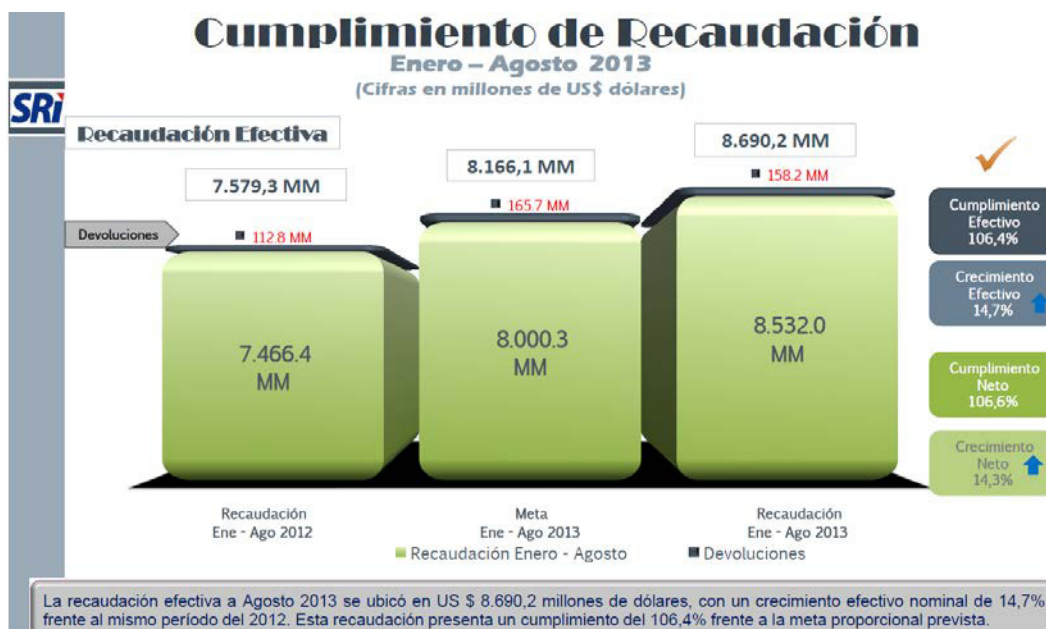 Cumplimiento de Recaudación
Enero – Agosto 2013
(Cifras en millones de US$ dólares)
SRi
Recaudación Efectiva
7.579,3 MM
8.166,1 MM
8.690,2 MM
Devoluciones
112.8 MM
165.7 MM
158.2 MM
7.466.4
MM
8.000.3
MM
8.532.0
MM
Cumplimiento
Efectivo
106,4%
Crecimiento
Efectivo
14,7%
Cumplimiento
Neto
106,6%
Crecimiento
Neto
14,3%
Recaudación
Ene - Ago 2012
Meta
Ene - Ago 2013
Recaudación
Ene - Ago 2013
Recaudación Enero - Agosto
Devoluciones
La recaudación efectiva a Agosto 2013 se ubicó en US $ 8.690,2 millones de dólares, con un crecimiento efectivo nominal de 14,7%
frente al mismo período del 2012. Esta recaudación presenta un cumplimiento del 106,4% frente a la meta proporcional prevista.